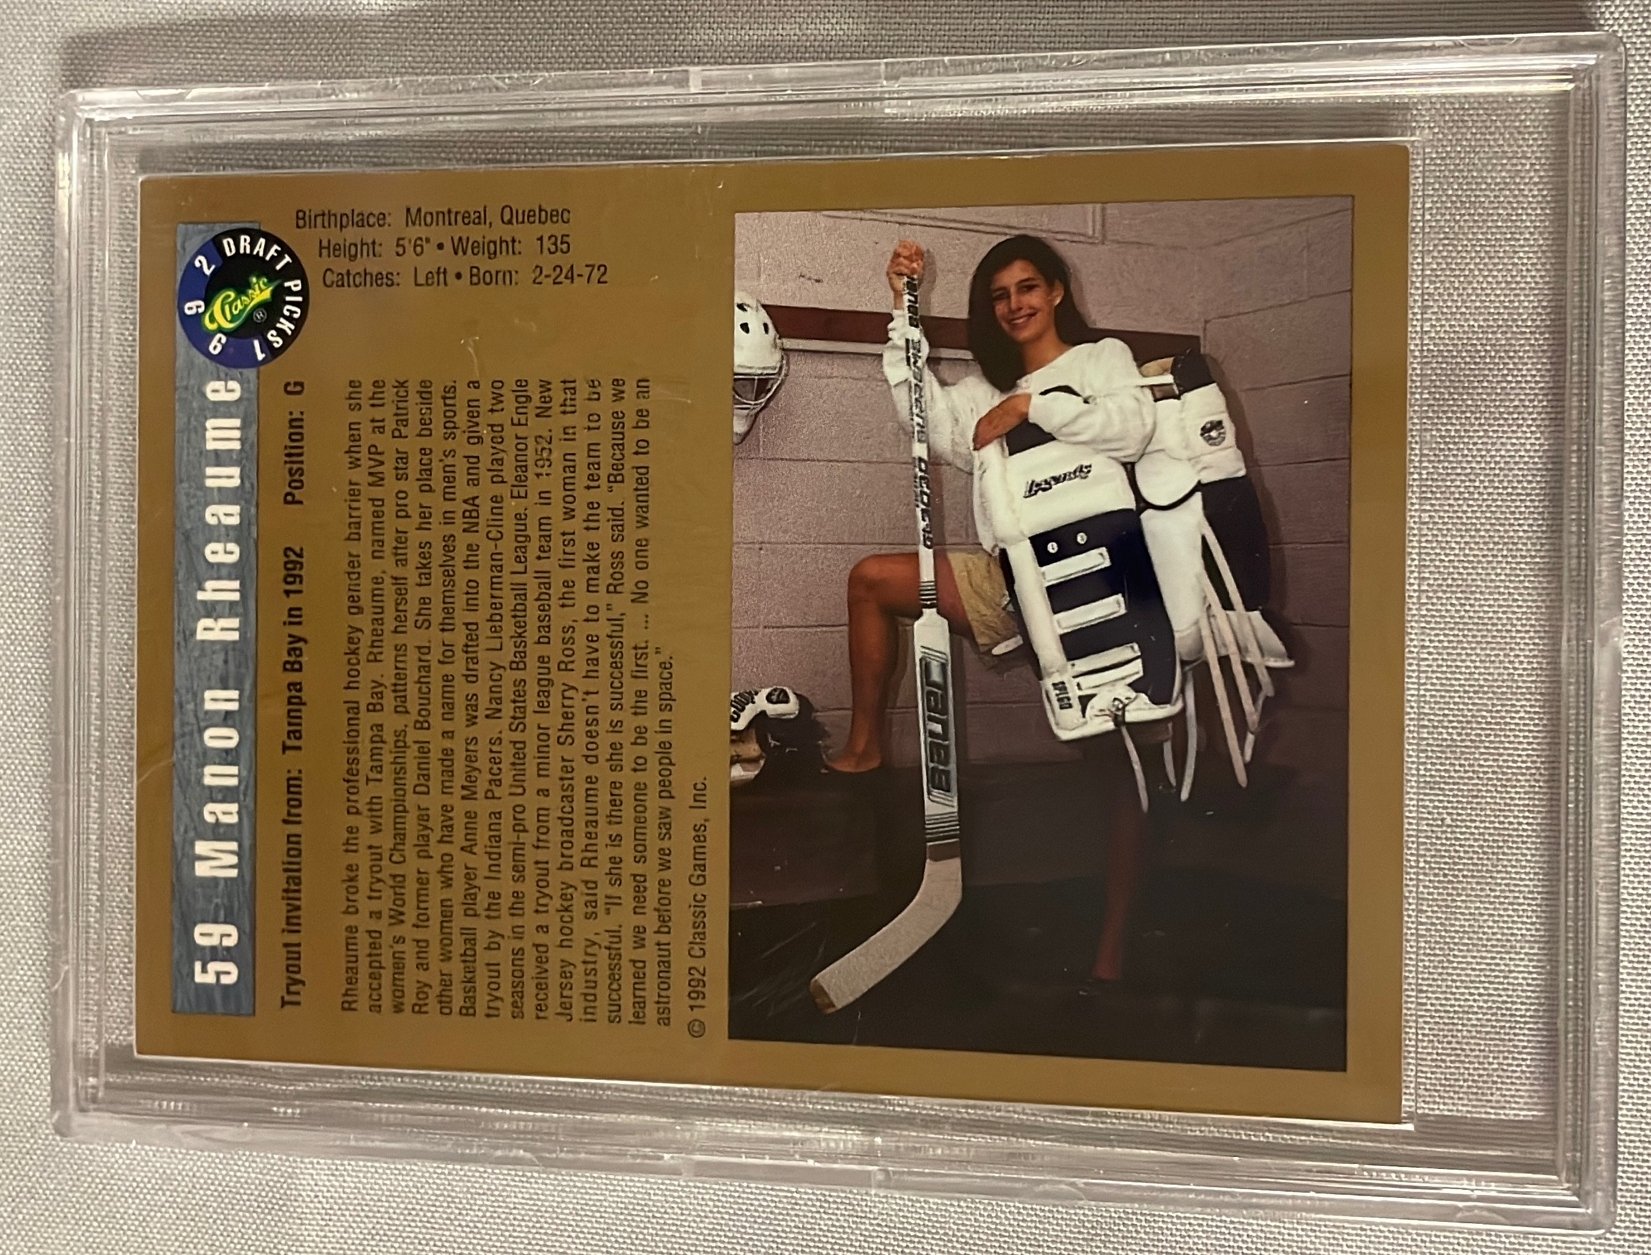 59 Manon Rheaume
1992 DRAFT PICKS
Classic ®
Birthplace: Montreal, Quebec
Height: 5'6" • Weight: 135
Catches: Left • Born: 2-24-72
Tryout invitation from: Tampa Bay in 1992 Position: G
Rheaume broke the professional hockey gender barrier when she
accepted a tryout with Tampa Bay. Rheaume, named MVP at the
women's World Championships, patterns herself after pro star Patrick
Roy and former player Daniel Bouchard. She takes her place beside
other women who have made a name for themselves in men's sports.
Basketball player Anne Meyers was drafted into the NBA and given a
tryout by the Indiana Pacers. Nancy Lieberman-Cline played two
seasons in the semi-pro United States Basketball League. Eleanor Engle
received a tryout from a minor league baseball team in 1952. New
Jersey hockey broadcaster Sherry Ross, the first woman in that
industry, said Rheaume doesn't have to make the team to be
successful. "If she is there she is successful," Ross said. "Because we
learned we need someone to be the first. ... No one wanted to be an
astronaut before we saw people in space."
© 1992 Classic Games, Inc.
SUPREME
Legends
BAUER